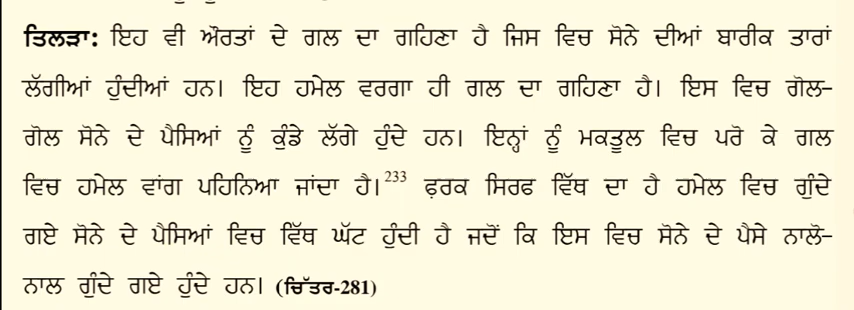 ਤਿਲੜਾ: ਇਹ ਵੀ ਔਰਤਾਂ ਦੇ ਗਲ ਦਾ ਗਹਿਣਾ ਹੈ ਜਿਸ ਵਿਚ ਸੋਨੇ ਦੀਆਂ ਬਾਰੀਕ ਤਾਰਾਂ
ਲੱਗੀਆਂ ਹੁੰਦੀਆਂ ਹਨ। ਇਹ ਹਮੇਲ ਵਰਗਾ ਹੀ ਗਲ ਦਾ ਗਹਿਣਾ ਹੈ। ਇਸ ਵਿਚ ਗੋਲ-
ਗੋਲ ਸੋਨੇ ਦੇ ਪੈਸਿਆਂ ਨੂੰ ਕੁੰਡੇ ਲੱਗੇ ਹੁੰਦੇ ਹਨ। ਇਨ੍ਹਾਂ ਨੂੰ ਮਕਤੂਲ ਵਿਚ ਪਰੋ ਕੇ ਗਲ
ਵਿਚ ਹਮੇਲ ਵਾਂਗ ਪਹਿਨਿਆ ਜਾਂਦਾ ਹੈ।²³³ ਫ਼ਰਕ ਸਿਰਫ ਵਿੱਥ ਦਾ ਹੈ ਹਮੇਲ ਵਿਚ ਗੁੰਦੇ
ਗਏ ਸੋਨੇ ਦੇ ਪੈਸਿਆਂ ਵਿਚ ਵਿੱਥ ਘੱਟ ਹੁੰਦੀ ਹੈ ਜਦੋਂ ਕਿ ਇਸ ਵਿਚ ਸੋਨੇ ਦੇ ਪੈਸੇ ਨਾਲੋ-
ਨਾਲ ਗੁੰਦੇ ਗਏ ਹੁੰਦੇ ਹਨ। (ਚਿੱਤਰ-281)